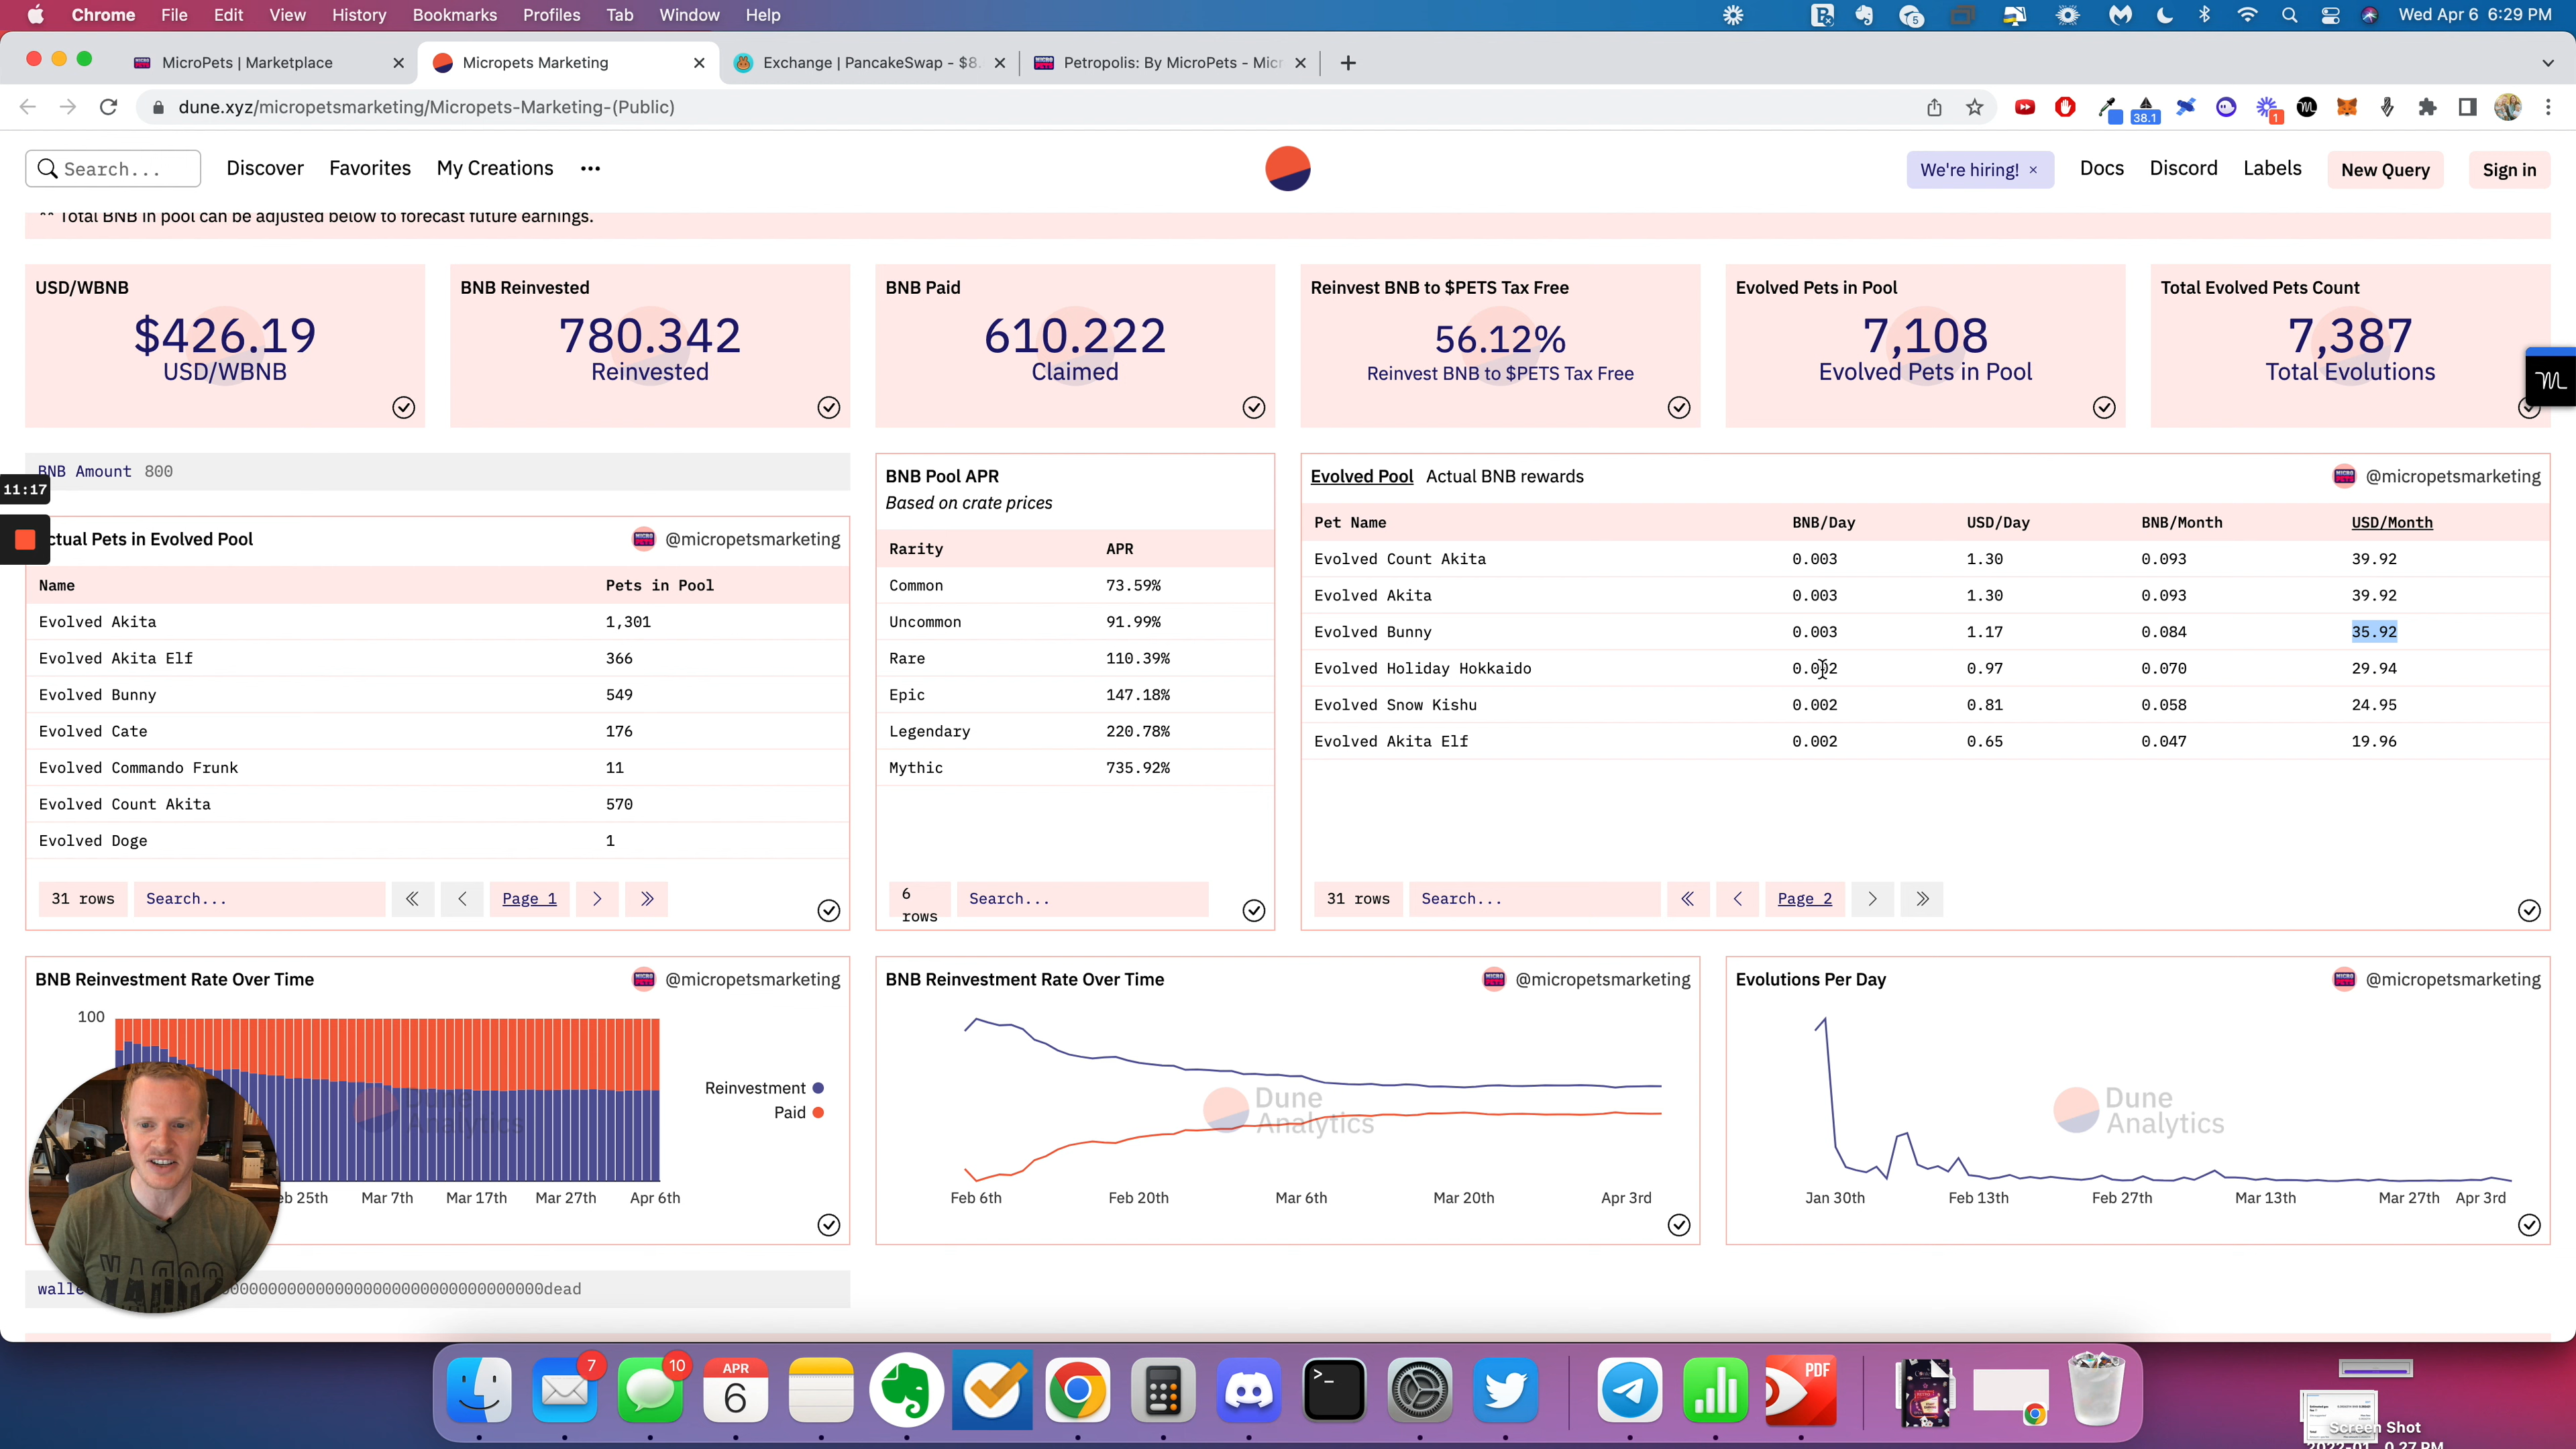 Chrome File Edit View History Bookmarks Profiles Tab Window Help
5
Wed Apr 6 6:29 PM
MicroPets | Marketplace
Micropets Marketing
Exchange | PancakeSwap - $8.
Petropolis: By MicroPets - Micr
dune.xyz/micropetsmarketing/Micropets-Marketing-(Public)
38.1
1
Search...
Discover Favorites My Creations
We're hiring! ×
Docs Discord Labels
New Query
Sign in
^^ Total BNB in pool can be adjusted below to forecast future earnings.
USD/WBNB
$426.19
USD/WBNB
BNB Reinvested
780.342
Reinvested
BNB Paid
610.222
Claimed
Reinvest BNB to $PETS Tax Free
56.12%
Reinvest BNB to $PETS Tax Free
Evolved Pets in Pool
7,108
Evolved Pets in Pool
Total Evolved Pets Count
7,387
Total Evolutions
BNB Amount 800
11:17
ctual Pets in Evolved Pool
@micropetsmarketing
Name Pets in Pool
Evolved Akita 1,301
Evolved Akita Elf 366
Evolved Bunny 549
Evolved Cate 176
Evolved Commando Frunk 11
Evolved Count Akita 570
Evolved Doge 1
31 rows Search... Page 1
BNB Pool APR
Based on crate prices
Rarity APR
Common 73.59%
Uncommon 91.99%
Rare 110.39%
Epic 147.18%
Legendary 220.78%
Mythic 735.92%
6
rows
Search...
Evolved Pool Actual BNB rewards
@micropetsmarketing
Pet Name BNB/Day USD/Day BNB/Month USD/Month
Evolved Count Akita 0.003 1.30 0.093 39.92
Evolved Akita 0.003 1.30 0.093 39.92
Evolved Bunny 0.003 1.17 0.084 35.92
Evolved Holiday Hokkaido 0.002 0.97 0.070 29.94
Evolved Snow Kishu 0.002 0.81 0.058 24.95
Evolved Akita Elf 0.002 0.65 0.047 19.96
31 rows Search... Page 2
BNB Reinvestment Rate Over Time
@micropetsmarketing
100
Reinvestment
Paid
Dune
Analytics
eb 25th Mar 7th Mar 17th Mar 27th Apr 6th
BNB Reinvestment Rate Over Time
@micropetsmarketing
Dune
Analytics
Feb 6th Feb 20th Mar 6th Mar 20th Apr 3rd
Evolutions Per Day
@micropetsmarketing
Dune
Analytics
Jan 30th Feb 13th Feb 27th Mar 13th Mar 27th Apr 3rd
7
10
APR
6
>_
PDF
Screen Shot